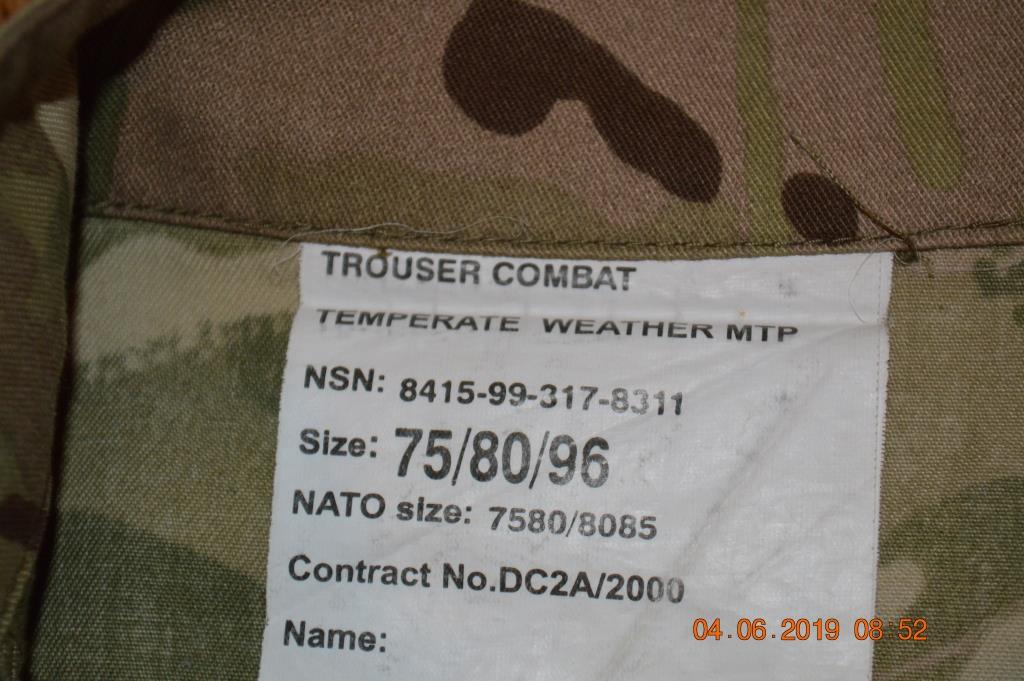 TROUSER COMBAT
TEMPERATE WEATHER MTP
NSN: 8415-99-317-8311
Size: 75/80/96
NATO size: 7580/8085
Contract No.DC2A/2000
Name:
04.06.2019 08:52